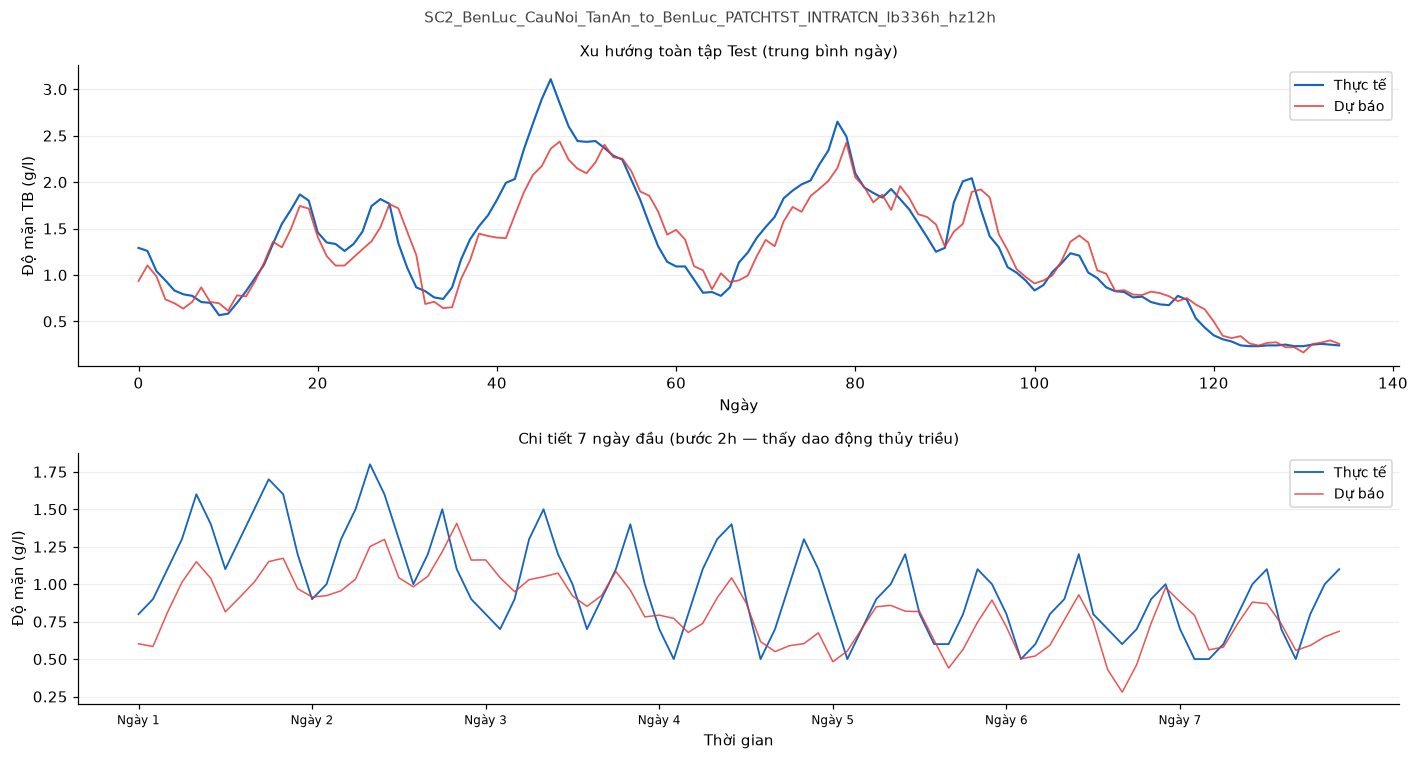 SC2_BenLuc_CauNoi_TanAn_to_BenLuc_PATCHTST_INTRATCN_lb336h_hz12h
Xu hướng toàn tập Test (trung bình ngày)
Thực tế
Dự báo
Độ mặn TB (g/l)
3.0
2.5
2.0
1.5
1.0
0.5
0 20 40 60 80 100 120 140
Ngày
Chi tiết 7 ngày đầu (bước 2h — thấy dao động thủy triều)
Thực tế
Dự báo
Độ mặn (g/l)
1.75
1.50
1.25
1.00
0.75
0.50
0.25
Ngày 1 Ngày 2 Ngày 3 Ngày 4 Ngày 5 Ngày 6 Ngày 7
Thời gian